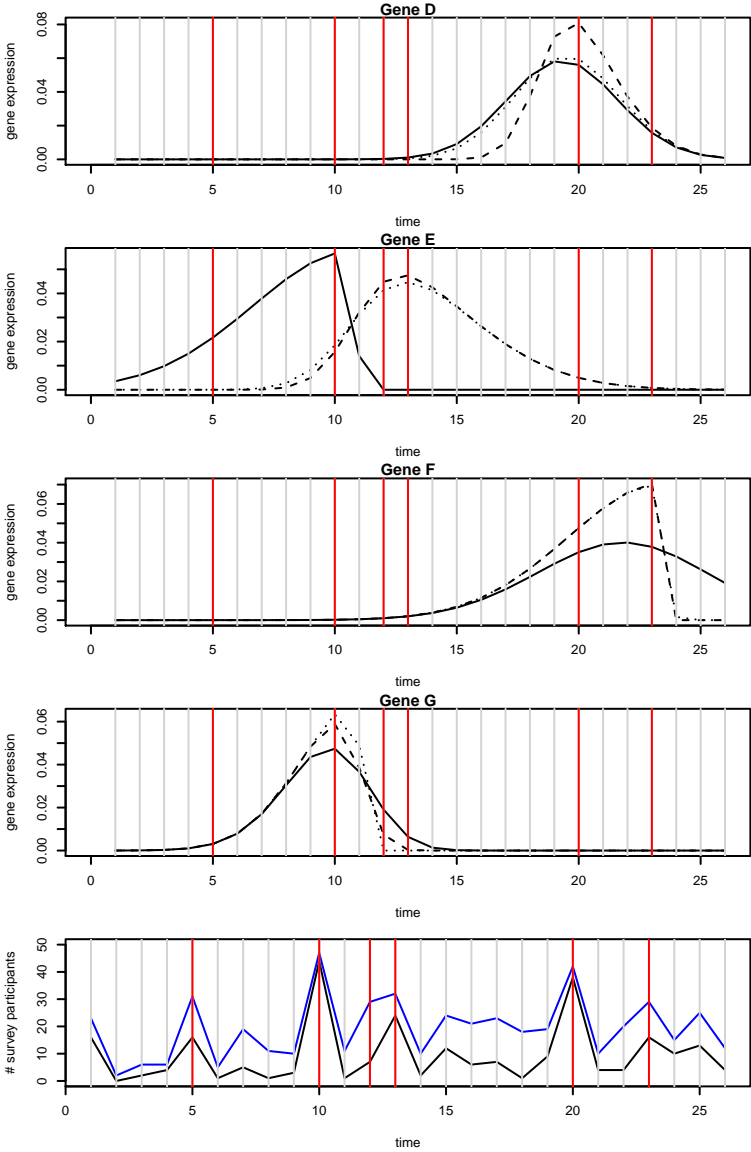 Gene D
gene expression
0.00 0.04 0.08
0 5 10 15 20 25
time
Gene E
gene expression
0.00 0.02 0.04
0 5 10 15 20 25
time
Gene F
gene expression
0.00 0.02 0.04 0.06
0 5 10 15 20 25
time
Gene G
gene expression
0.00 0.02 0.04 0.06
0 5 10 15 20 25
time
# survey participants
0 10 20 30 40 50
0 5 10 15 20 25
time